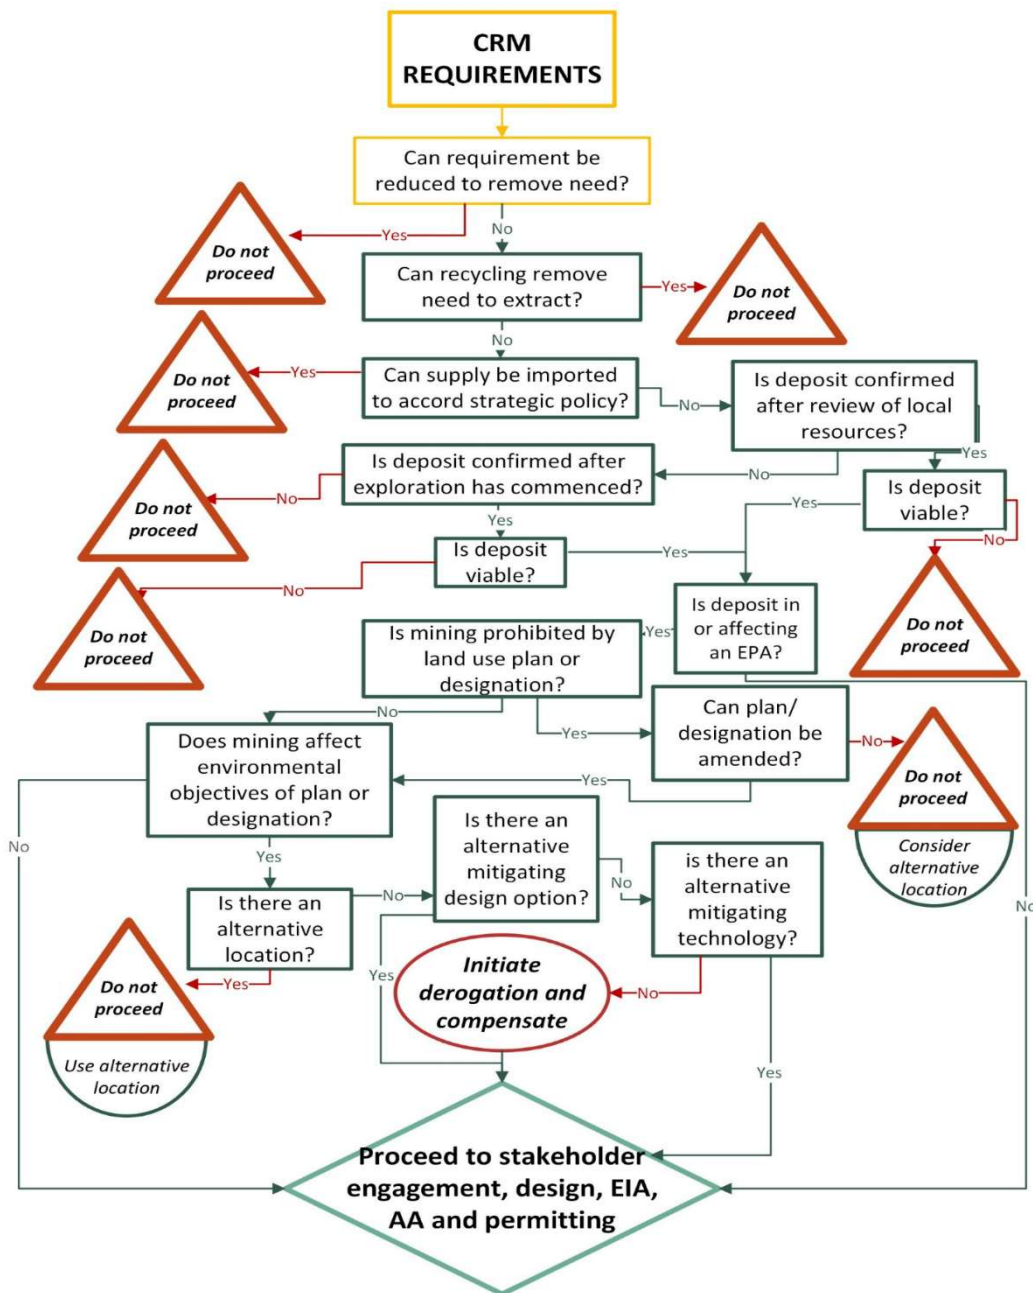 CRM
REQUIREMENTS
Can requirement be
reduced to remove need?
Yes
No
Do not
proceed
Can recycling remove
need to extract?
Yes
Do not
proceed
No
Can supply be imported
to accord strategic policy?
Yes
Do not
proceed
No
Is deposit confirmed
after review of local
resources?
Yes
No
Is deposit confirmed after
exploration has commenced?
No
Do not
proceed
Yes
Is deposit
viable?
Yes
No
Do not
proceed
Is deposit
viable?
Yes
No
Do not
proceed
Is deposit in
or affecting
an EPA?
Yes
No
Is mining prohibited by
land use plan or
designation?
No
Yes
Can plan/
designation be
amended?
No
Do not
proceed
Consider
alternative
location
Yes
Does mining affect
environmental
objectives of plan or
designation?
No
Yes
Is there an
alternative
location?
Yes
Do not
proceed
Use alternative
location
No
Is there an
alternative
mitigating
design option?
Yes
No
is there an
alternative
mitigating
technology?
No
Yes
Initiate
derogation and
compensate
Proceed to stakeholder
engagement, design, EIA,
AA and permitting